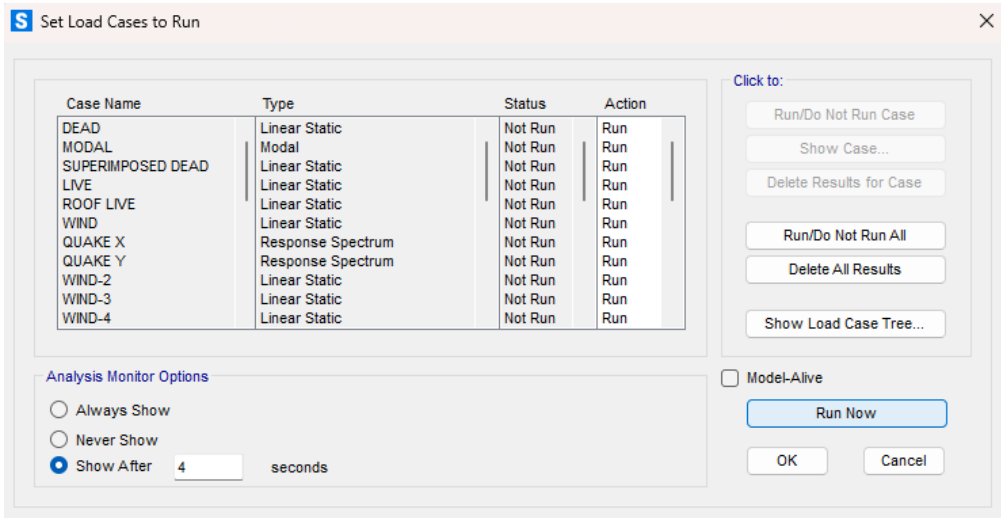 S Set Load Cases to Run
Click to:
Case Name Type Status Action
DEAD Linear Static Not Run Run
MODAL Modal Not Run Run
SUPERIMPOSED DEAD Linear Static Not Run Run
LIVE Linear Static Not Run Run
ROOF LIVE Linear Static Not Run Run
WIND Linear Static Not Run Run
QUAKE X Response Spectrum Not Run Run
QUAKE Y Response Spectrum Not Run Run
WIND-2 Linear Static Not Run Run
WIND-3 Linear Static Not Run Run
WIND-4 Linear Static Not Run Run
Run/Do Not Run Case
Show Case...
Delete Results for Case
Run/Do Not Run All
Delete All Results
Show Load Case Tree...
Analysis Monitor Options
Always Show
Never Show
Show After 4 seconds
Model-Alive
Run Now
OK Cancel